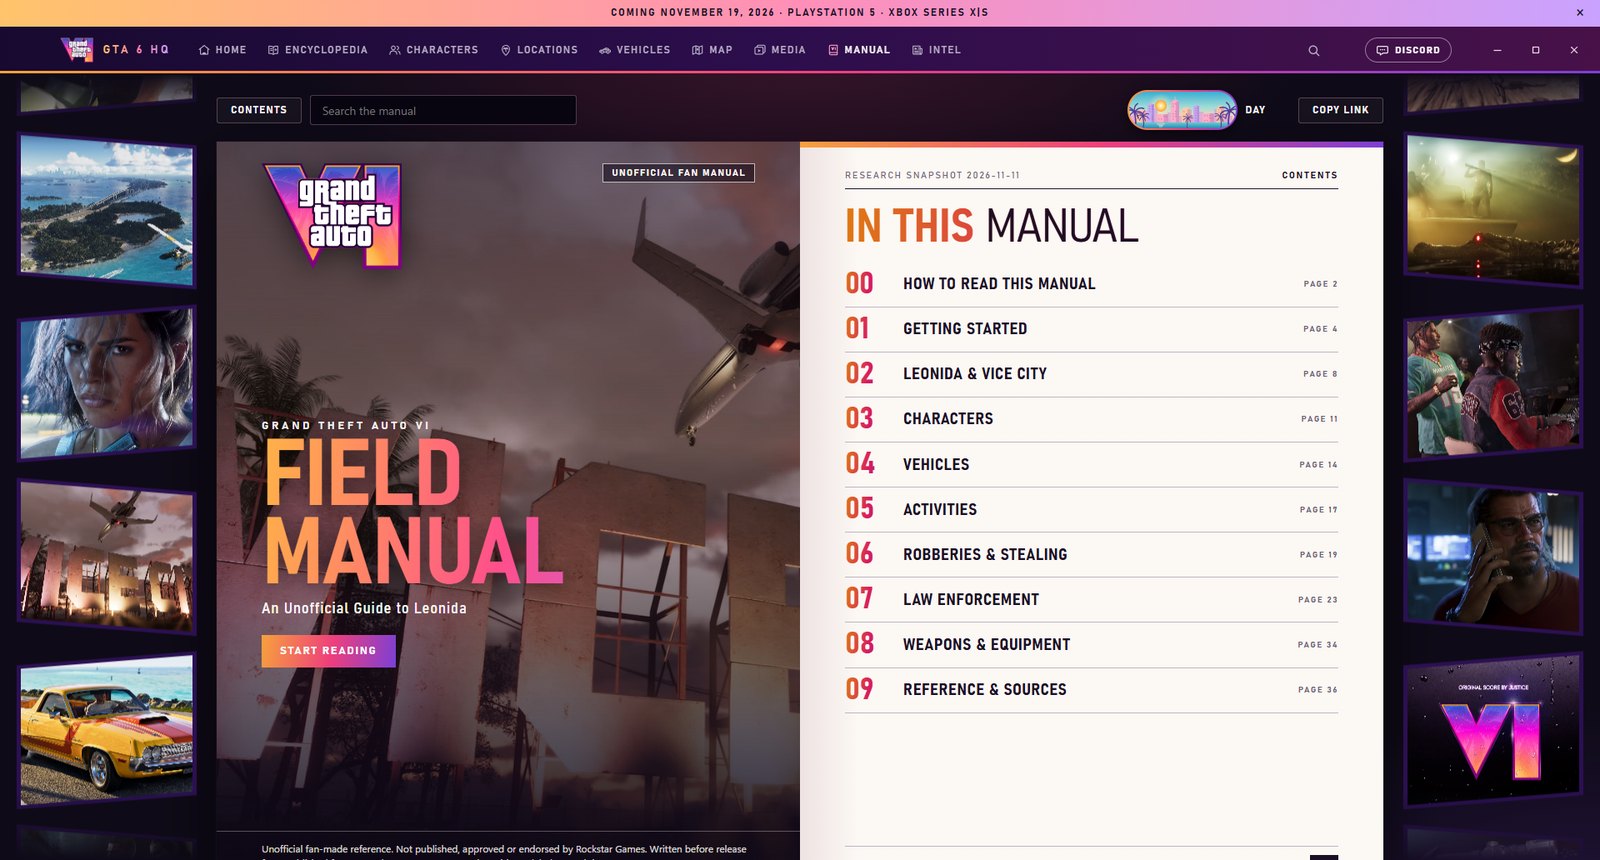 COMING NOVEMBER 19, 2026 · PLAYSTATION 5 · XBOX SERIES X|S
grand theft auto VI
GTA 6 HQ
HOME
ENCYCLOPEDIA
CHARACTERS
LOCATIONS
VEHICLES
MAP
MEDIA
MANUAL
INTEL
DISCORD
CONTENTS
Search the manual
DAY
COPY LINK
grand
theft
auto
VI
UNOFFICIAL FAN MANUAL
GRAND THEFT AUTO VI
FIELD
MANUAL
An Unofficial Guide to Leonida
START READING
Unofficial fan-made reference. Not published, approved or endorsed by Rockstar Games. Written before release
RESEARCH SNAPSHOT 2026-11-11
CONTENTS
IN THIS MANUAL
00 HOW TO READ THIS MANUAL PAGE 2
01 GETTING STARTED PAGE 4
02 LEONIDA & VICE CITY PAGE 8
03 CHARACTERS PAGE 11
04 VEHICLES PAGE 14
05 ACTIVITIES PAGE 17
06 ROBBERIES & STEALING PAGE 19
07 LAW ENFORCEMENT PAGE 23
08 WEAPONS & EQUIPMENT PAGE 34
09 REFERENCE & SOURCES PAGE 36
ORIGINAL SCORE BY JUSTICE
VI